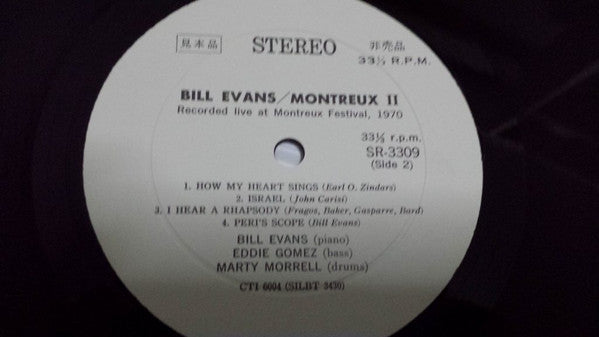 見本品 STEREO 非売品
33⅓ R.P.M.
BILL EVANS/MONTREUX II
Recorded live at Montreux Festival, 1970
33⅓ r.p.m.
SR-3309
(Side 2)
1. HOW MY HEART SINGS (Earl O. Zindars)
2. ISRAEL (John Carisi)
3. I HEAR A RHAPSODY (Fragos, Baker, Gasparre, Bard)
4. PERI'S SCOPE (Bill Evans)
BILL EVANS (piano)
EDDIE GOMEZ (bass)
MARTY MORRELL (drums)
CTI 6004 (SILBT 3430)